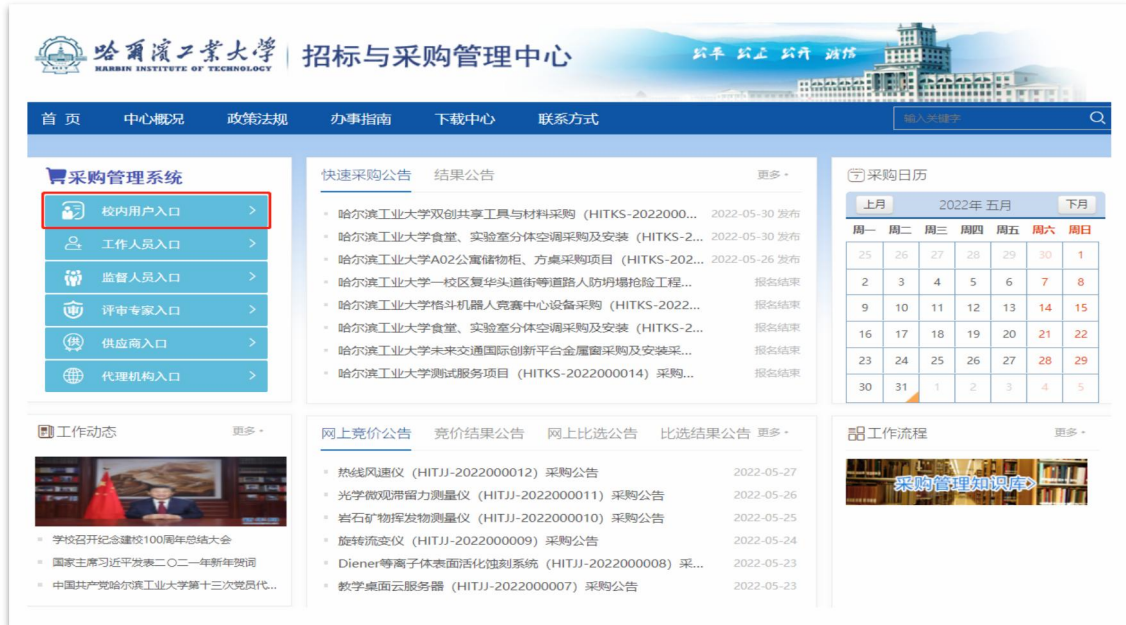 哈爾濱工業大學
HARBIN INSTITUTE OF TECHNOLOGY
招标与采购管理中心
公平 公正 公开 诚信
首 页 中心概况 政策法规 办事指南 下载中心 联系方式
输入关键字
采购管理系统
校内用户入口 >
工作人员入口 >
监督人员入口 >
评审专家入口 >
供 供应商入口 >
代理机构入口 >
快速采购公告 结果公告 更多
哈尔滨工业大学双创共享工具与材料采购（HITKS-2022000... 2022-05-30 发布
哈尔滨工业大学食堂、实验室分体空调采购及安装（HITKS-2... 2022-05-30 发布
哈尔滨工业大学A02公寓储物柜、方桌采购项目（HITKS-202... 2022-05-26 发布
哈尔滨工业大学一校区复华头道街等道路人防坍塌抢险工程... 报名结束
哈尔滨工业大学格斗机器人竞赛中心设备采购（HITKS-2022... 报名结束
哈尔滨工业大学食堂、实验室分体空调采购及安装（HITKS-2... 报名结束
哈尔滨工业大学未来交通国际创新平台金属窗采购及安装采... 报名结束
哈尔滨工业大学测试服务项目（HITKS-2022000014）采购... 报名结束
7 采购日历
上月 2022年 五月 下月
周一 周二 周三 周四 周五 周六 周日
25 26 27 28 29 30 1
2 3 4 5 6 7 8
9 10 11 12 13 14 15
16 17 18 19 20 21 22
23 24 25 26 27 28 29
30 31 1 2 3 4 5
工作动态 更多
学校召开纪念建校100周年总结大会
国家主席习近平发表二〇二一年新年贺词
中国共产党哈尔滨工业大学第十三次党员代...
网上竞价公告 竞价结果公告 网上比选公告 比选结果公告 更多
热线风速仪（HITJJ-2022000012）采购公告 2022-05-27
光学微观滞留力测量仪（HITJJ-2022000011）采购公告 2022-05-26
岩石矿物挥发物测量仪（HITJJ-2022000010）采购公告 2022-05-25
旋转流变仪（HITJJ-2022000009）采购公告 2022-05-24
Diener等离子体表面活化蚀刻系统（HITJJ-2022000008）采... 2022-05-23
教学桌面云服务器（HITJJ-2022000007）采购公告 2022-05-23
工作流程 更多
采购管理知识库>